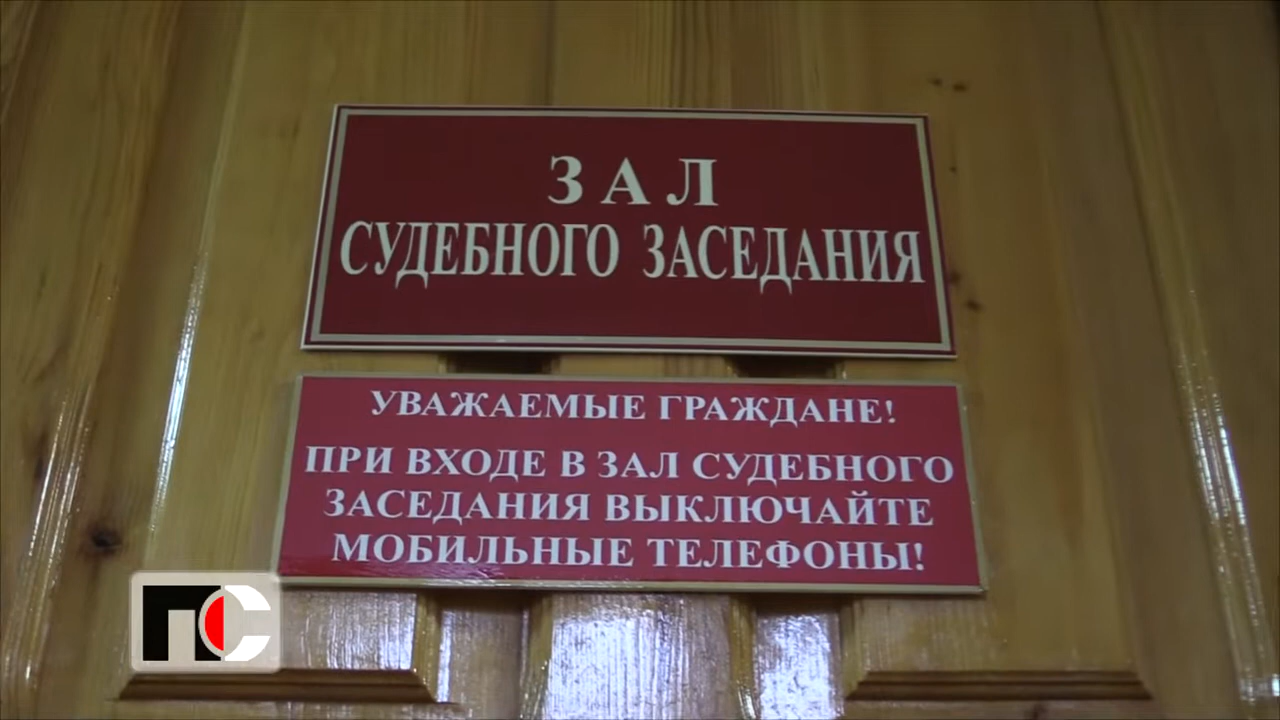 ЗАЛ
СУДЕБНОГО ЗАСЕДАНИЯ
УВАЖАЕМЫЕ ГРАЖДАНЕ!
ПРИ ВХОДЕ В ЗАЛ СУДЕБНОГО
ЗАСЕДАНИЯ ВЫКЛЮЧАЙТЕ
МОБИЛЬНЫЕ ТЕЛЕФОНЫ!
ПС